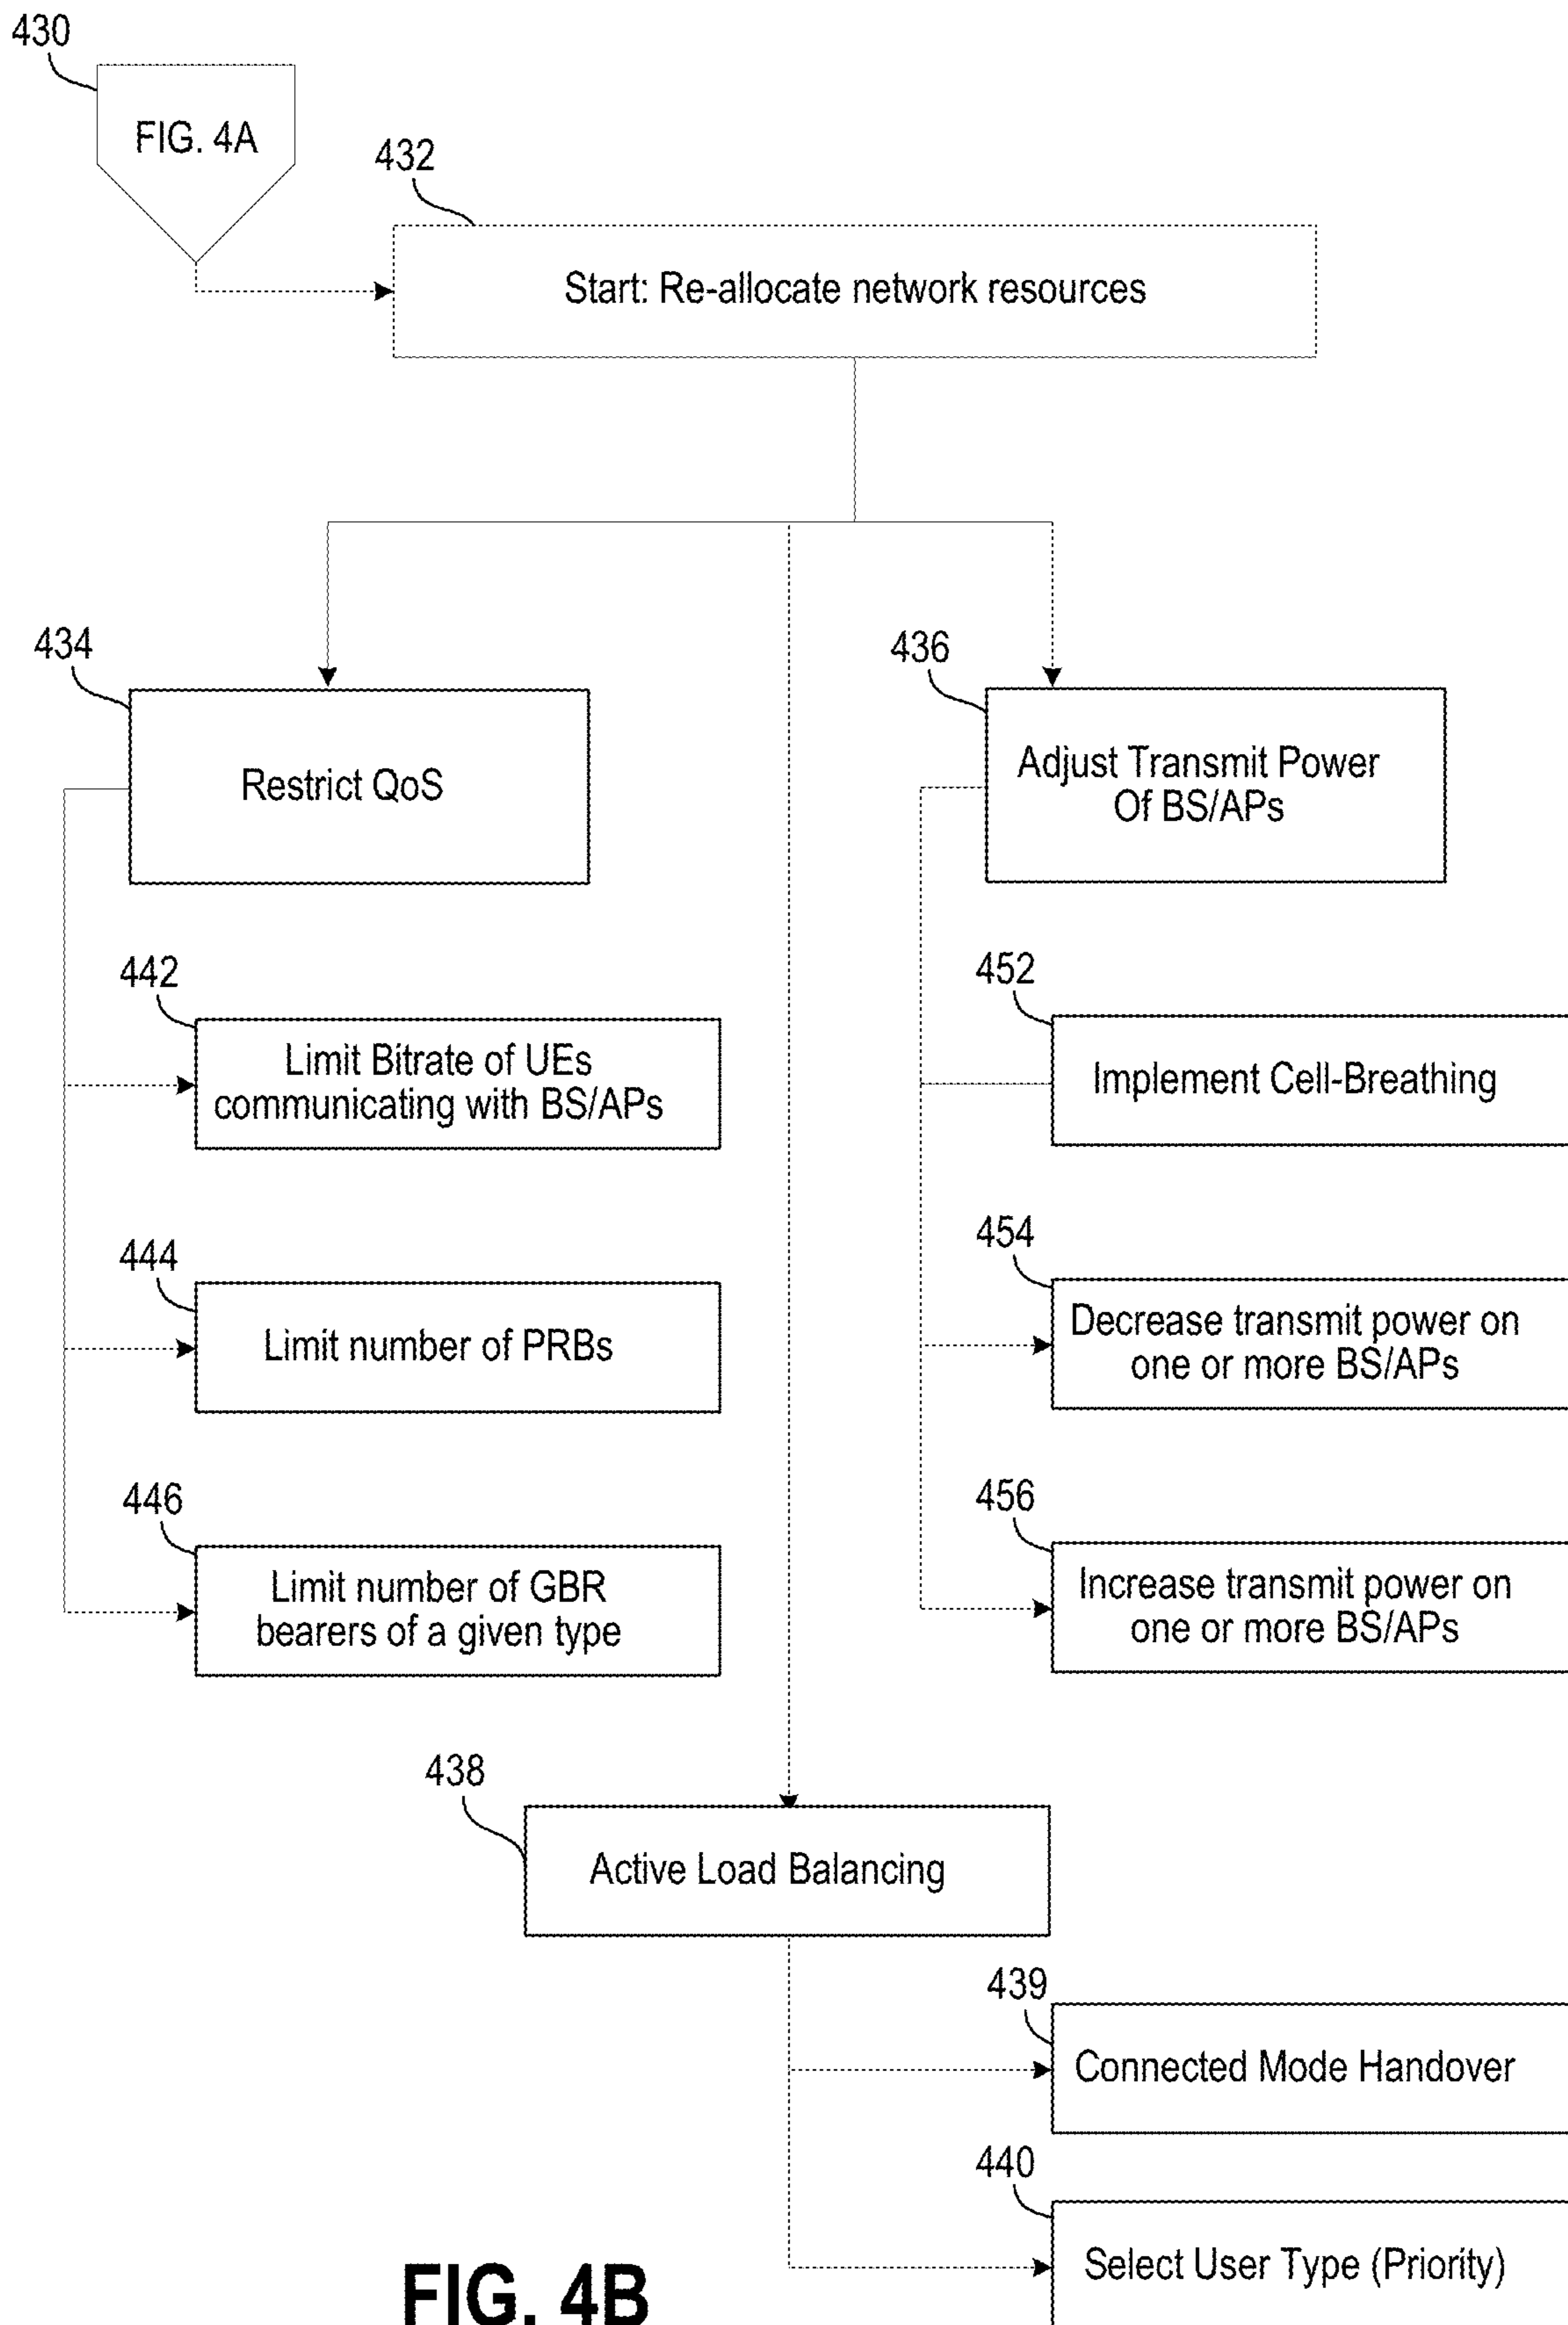 430
FIG. 4A
432
Start: Re-allocate network resources
434
Restrict QoS
436
Adjust Transmit Power
Of BS/APs
442
Limit Bitrate of UEs
communicating with BS/APs
452
Implement Cell-Breathing
444
Limit number of PRBs
454
Decrease transmit power on
one or more BS/APs
446
Limit number of GBR
bearers of a given type
456
Increase transmit power on
one or more BS/APs
438
Active Load Balancing
439
Connected Mode Handover
440
Select User Type (Priority)
FIG. 4B